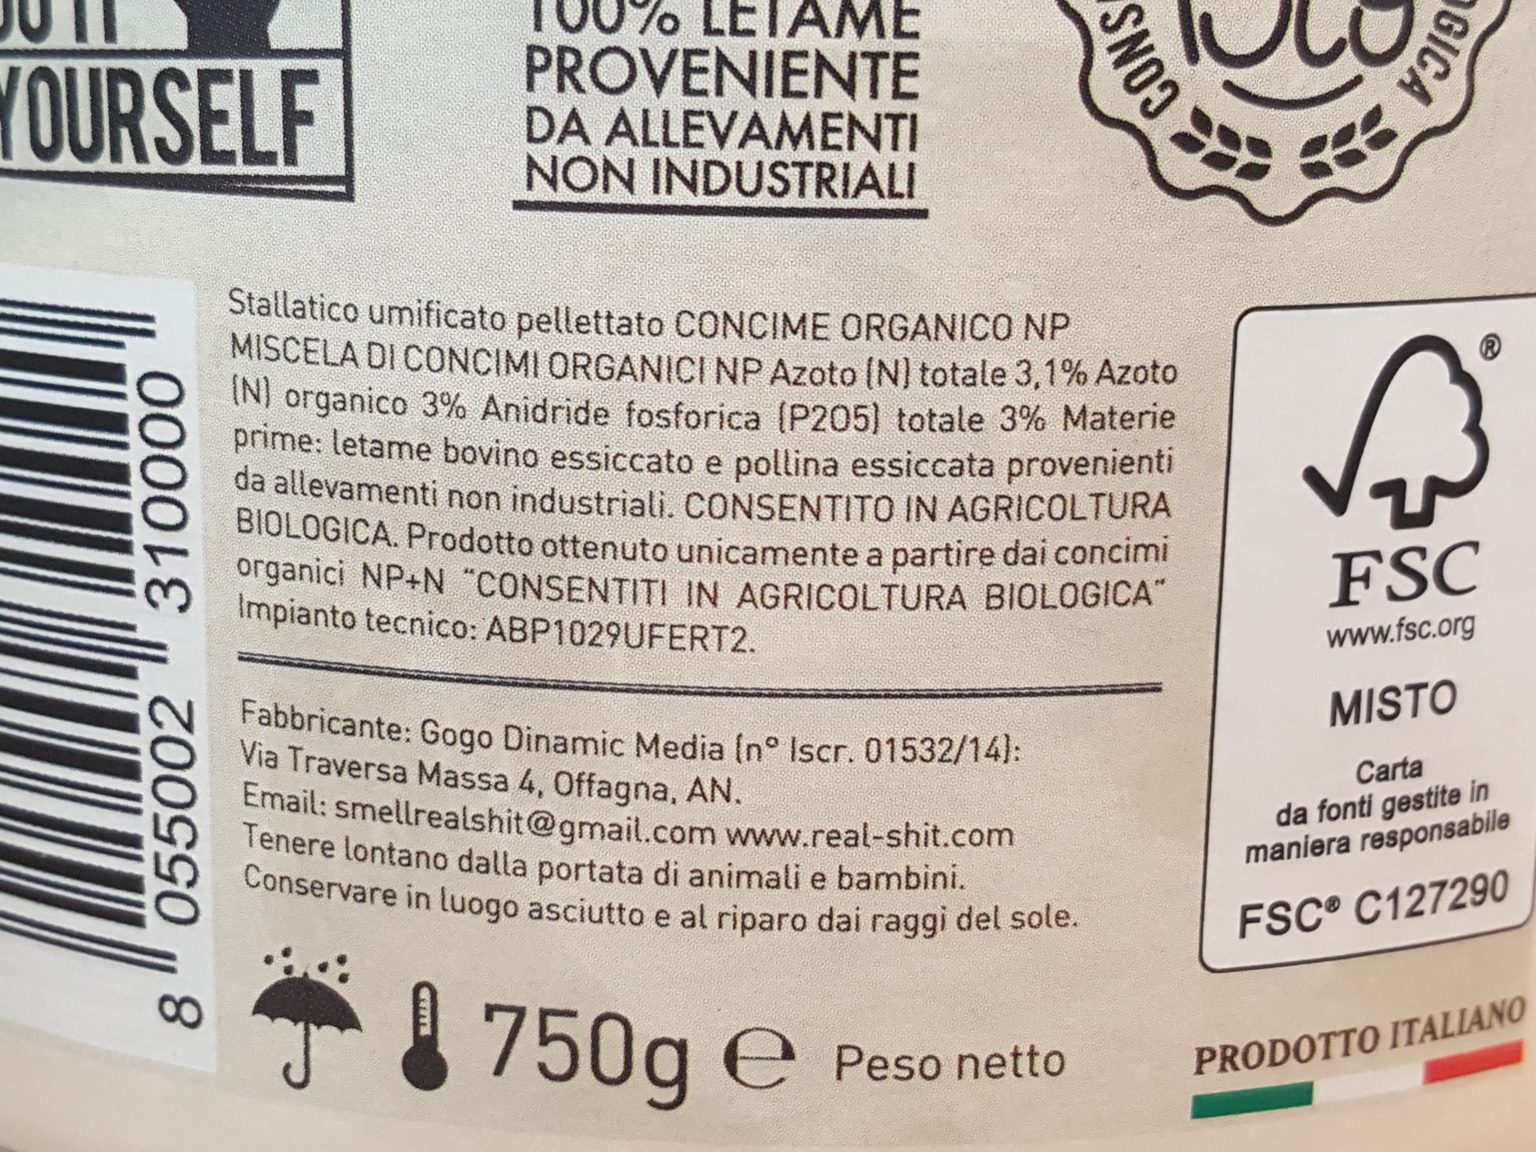 DO IT
YOURSELF
100% LETAME
PROVENIENTE
DA ALLEVAMENTI
NON INDUSTRIALI
Stallatico umificato pellettato CONCIME ORGANICO NP
MISCELA DI CONCIMI ORGANICI NP Azoto (N) totale 3,1% Azoto
(N) organico 3% Anidride fosforica (P2O5) totale 3% Materie
prime: letame bovino essiccato e pollina essiccata provenienti
da allevamenti non industriali. CONSENTITO IN AGRICOLTURA
BIOLOGICA. Prodotto ottenuto unicamente a partire dai concimi
organici NP+N “CONSENTITI IN AGRICOLTURA BIOLOGICA”
Impianto tecnico: ABP1029UFERT2.
Fabbricante: Gogo Dinamic Media (n° Iscr. 01532/14):
Via Traversa Massa 4, Offagna, AN.
Email: smellrealshit@gmail.com www.real-shit.com
Tenere lontano dalla portata di animali e bambini.
Conservare in luogo asciutto e al riparo dai raggi del sole.
750g ℮ Peso netto
8 055002 310000
®
FSC
www.fsc.org
MISTO
Carta
da fonti gestite in
maniera responsabile
FSC® C127290
PRODOTTO ITALIANO